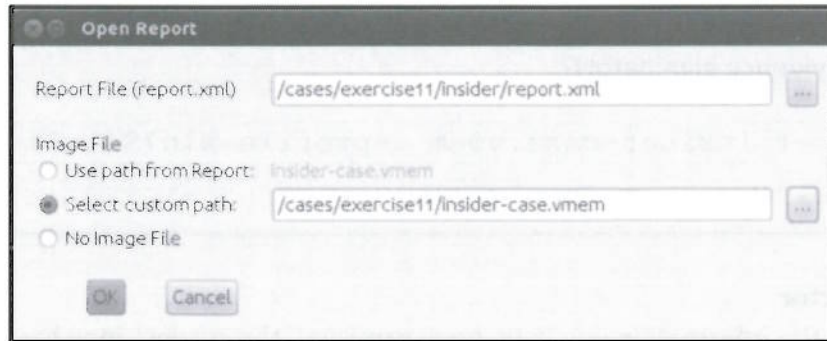 Open Report
Report File (report.xml) /cases/exercise11/insider/report.xml ...
Image File
Use path from Report: insider-case.vmem
Select custom path: /cases/exercise11/insider-case.vmem ...
No Image File
OK Cancel